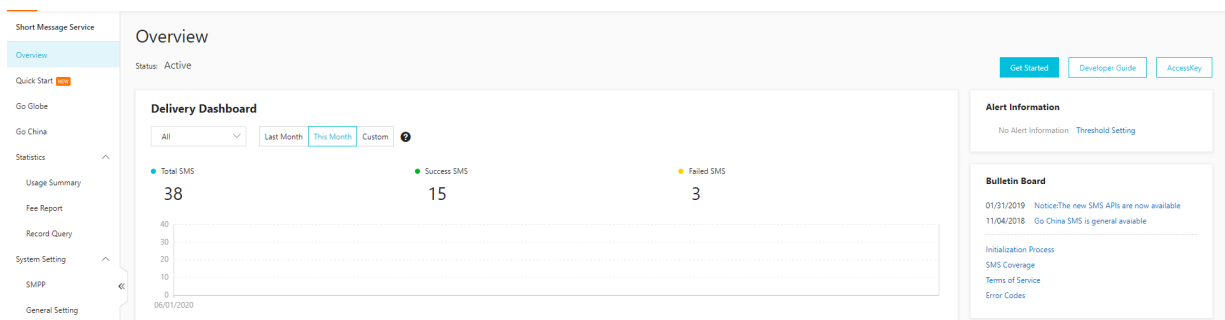 Short Message Service
Overview
Quick Start NEW
Go Globe
Go China
Statistics
Usage Summary
Fee Report
Record Query
System Setting
SMPP
General Setting
Overview
Status: Active
Get Started
Developer Guide
AccessKey
Delivery Dashboard
All
Last Month
This Month
Custom
?
Total SMS
38
Success SMS
15
Failed SMS
3
40
30
20
10
0
06/01/2020
Alert Information
No Alert Information Threshold Setting
Bulletin Board
01/31/2019 Notice:The new SMS APIs are now available
11/04/2018 Go China SMS is general avaiable
Initialization Process
SMS Coverage
Terms of Service
Error Codes